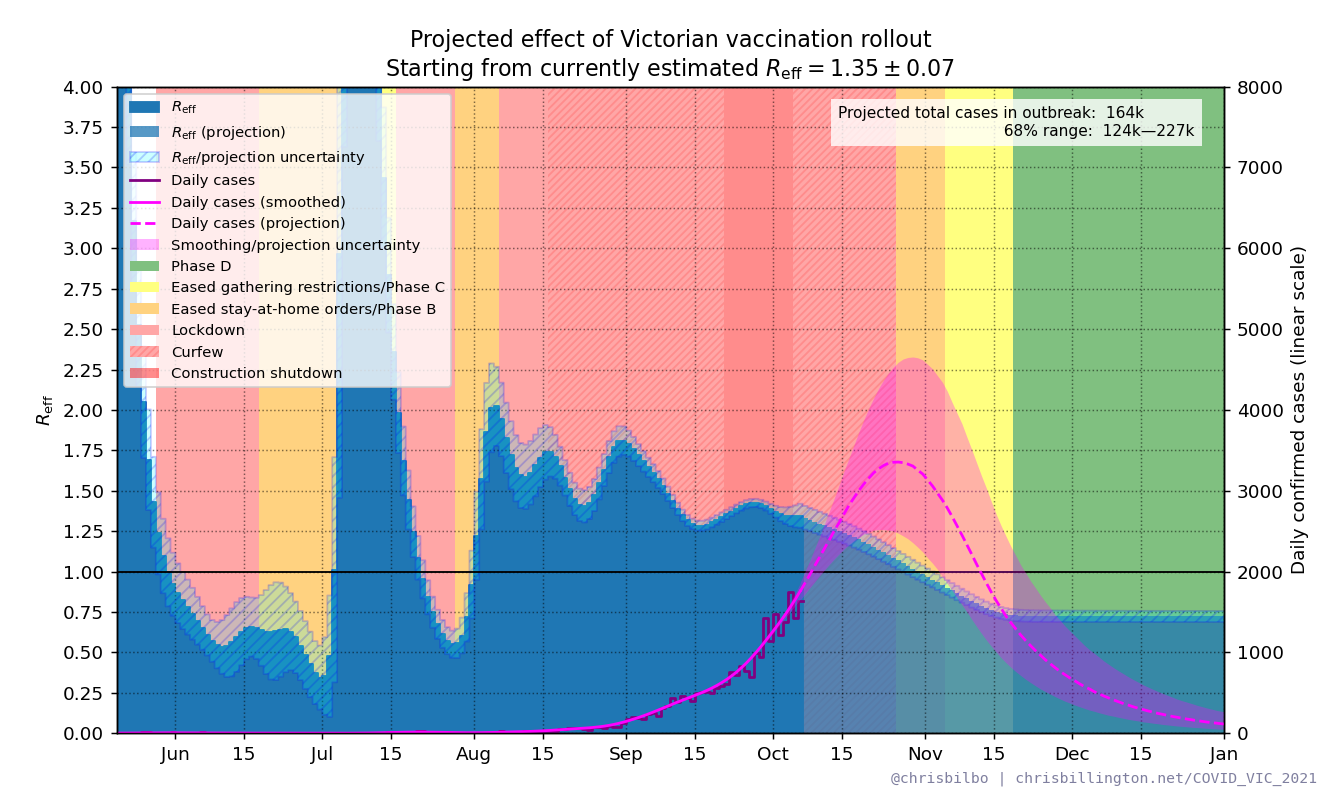 Projected effect of Victorian vaccination rollout
Starting from currently estimated R_eff = 1.35 ± 0.07
R_eff
R_eff (projection)
R_eff/projection uncertainty
Daily cases
Daily cases (smoothed)
Daily cases (projection)
Smoothing/projection uncertainty
Phase D
Eased gathering restrictions/Phase C
Eased stay-at-home orders/Phase B
Lockdown
Curfew
Construction shutdown
Projected total cases in outbreak: 164k
68% range: 124k—227k
4.00
3.75
3.50
3.25
3.00
2.75
2.50
2.25
2.00
1.75
1.50
1.25
1.00
0.75
0.50
0.25
0.00
R_eff
8000
7000
6000
5000
4000
3000
2000
1000
0
Daily confirmed cases (linear scale)
Jun 15 Jul 15 Aug 15 Sep 15 Oct 15 Nov 15 Dec 15 Jan
@chrisbilbo | chrisbillington.net/COVID_VIC_2021